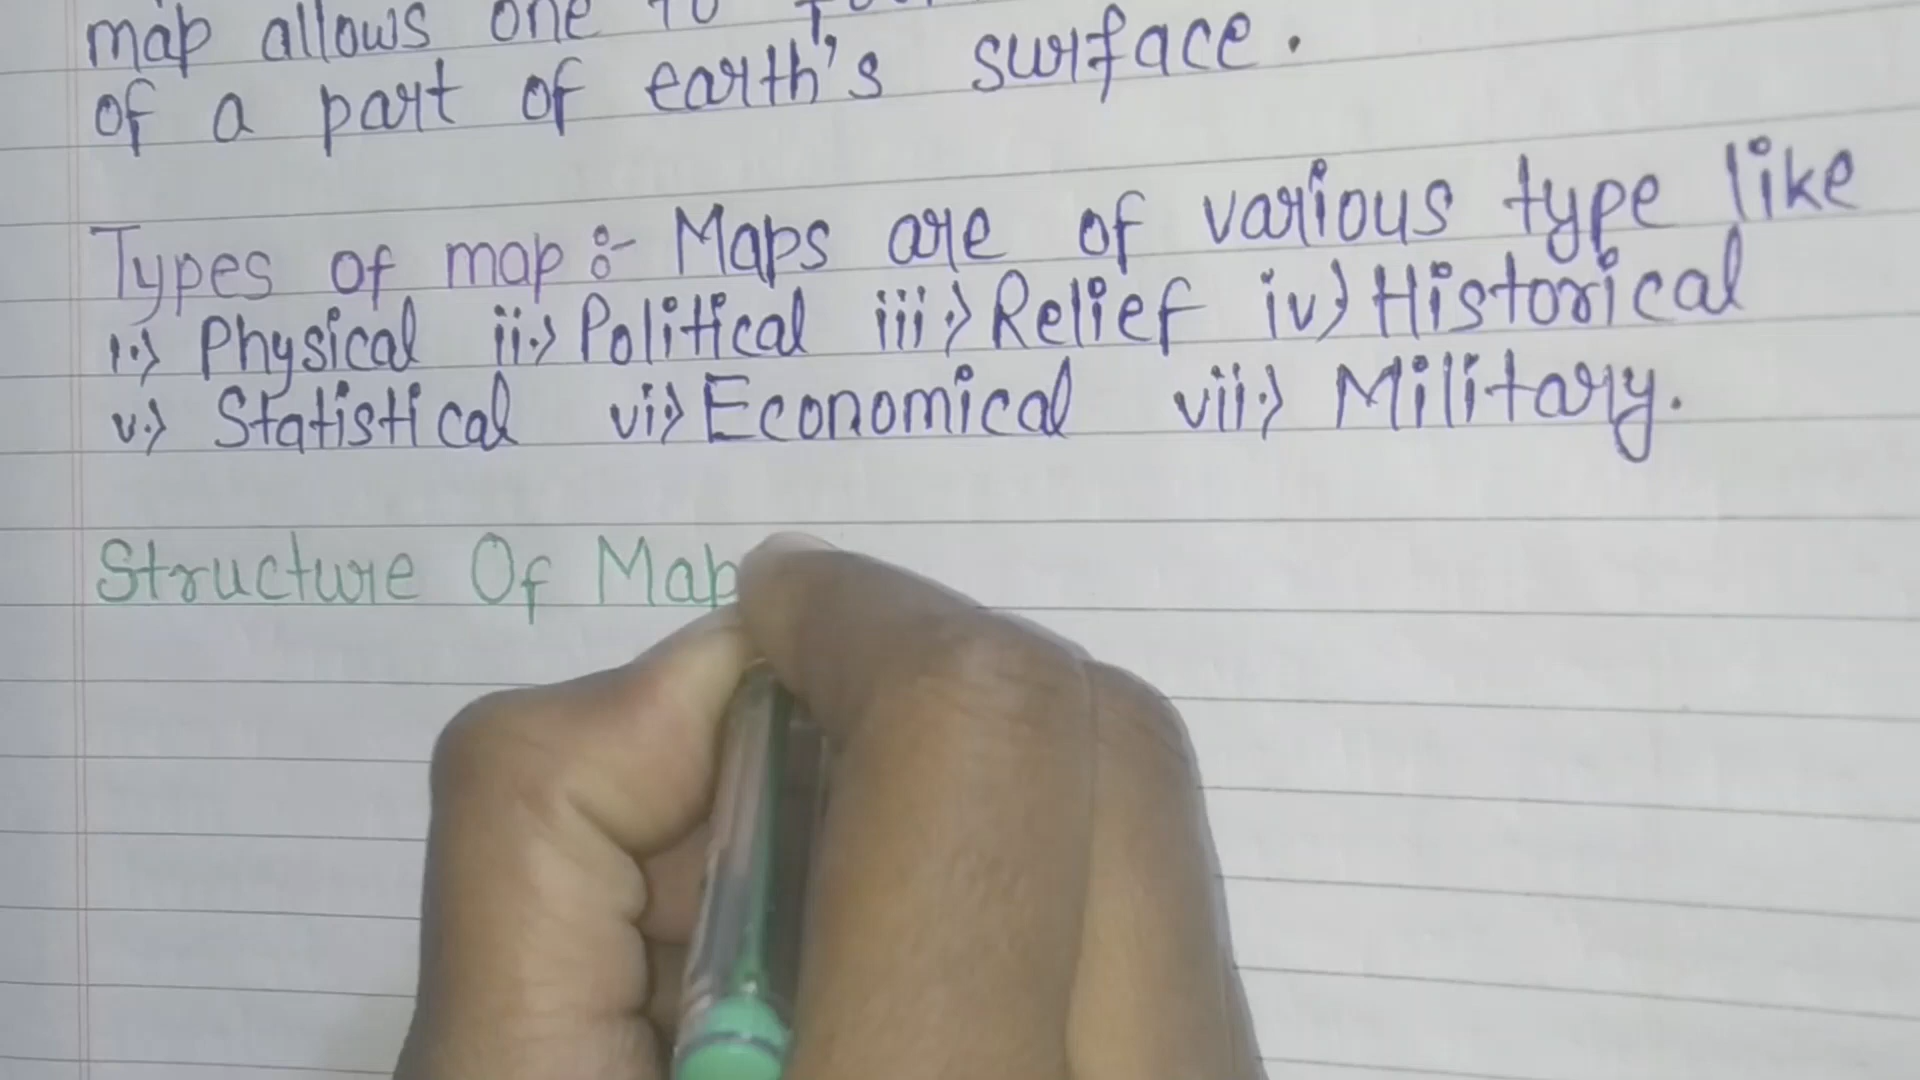 map allows one to
of a part of earth's surface.
Types of map :- Maps are of various type like
i.) Physical ii.) Political iii.) Relief iv) Historical
v.) Statistical vi) Economical vii.) Military.
Structure Of Map